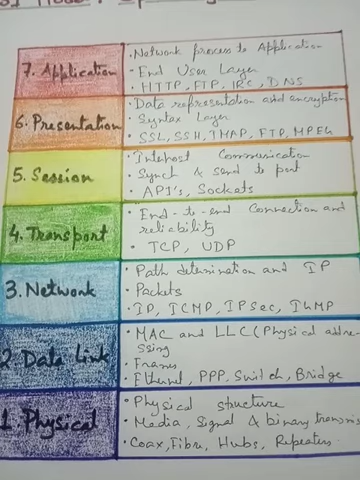 7. Application
• Network process to Application
• End User Layer
• HTTP, FTP, IRC, DNS
6. Presentation
• Data representation and encryption
• Syntax Layer
• SSL, SSH, IMAP, FTP, MPEG
5. Session
• Interhost Communication
• Synch & send to port
• API's, Sockets
4. Transport
• End-to-end Connection and
reliability
• TCP, UDP
3. Network
• Path determination and IP
• Packets
• IP, ICMP, IPSec, IGMP
2 Data Link
• MAC and LLC (Physical addre-
ssing
• Frames
• Ethernet, PPP, Switch, Bridge
1. Physical
• Physical structure
• Media, Signal & binary transmis
• Coax, Fibre, Hubs, Repeaters